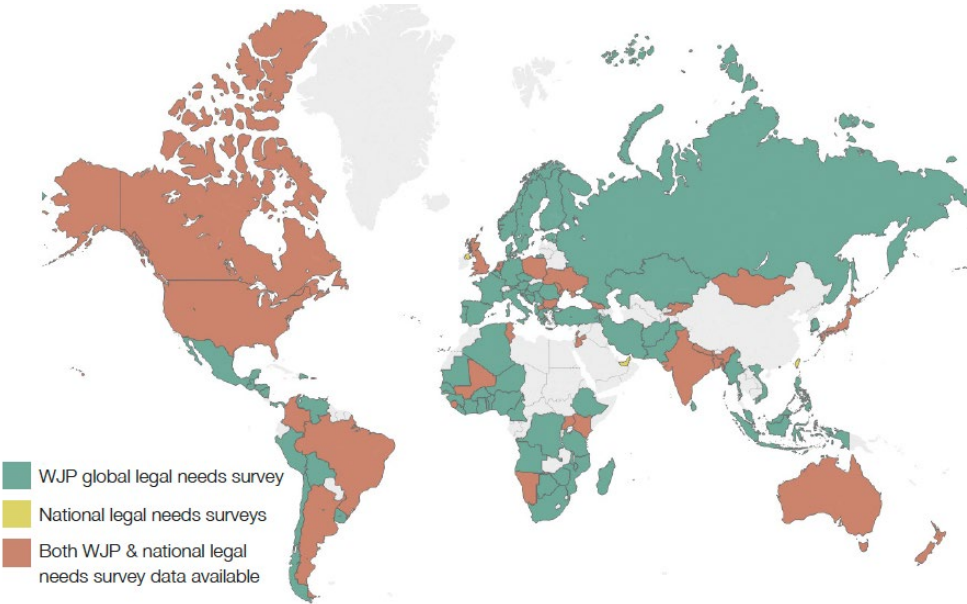 WJP global legal needs survey
National legal needs surveys
Both WJP & national legal
needs survey data available